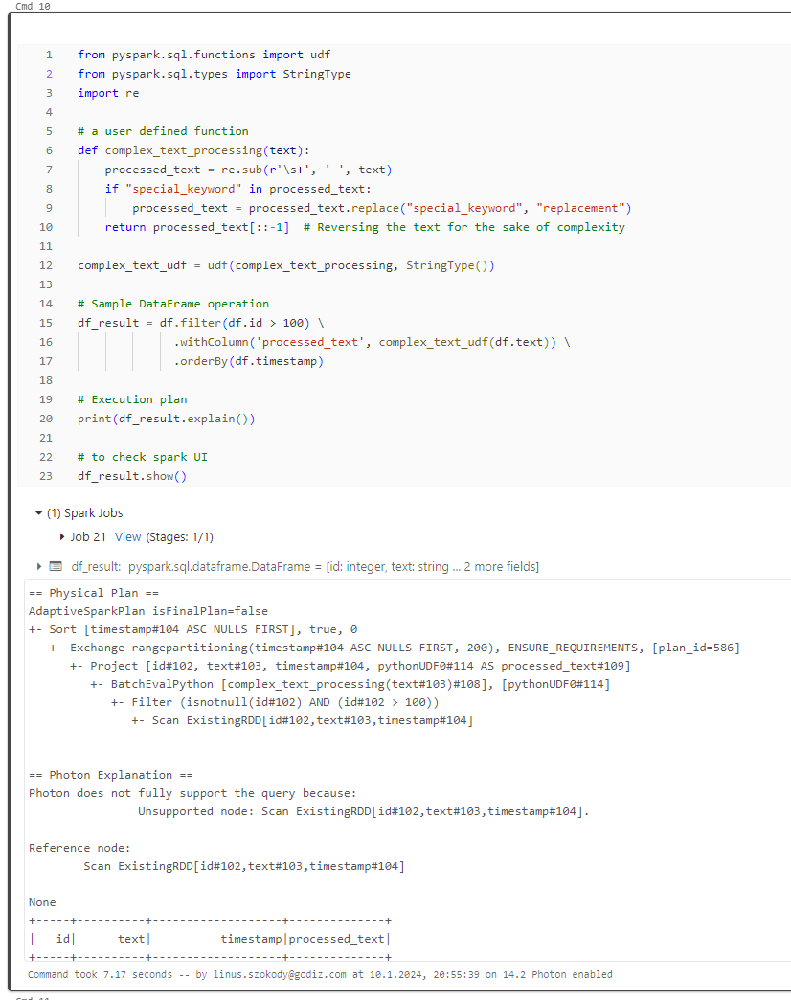 Cmd 10
1 from pyspark.sql.functions import udf
2 from pyspark.sql.types import StringType
3 import re
4
5 # a user defined function
6 def complex_text_processing(text):
7     processed_text = re.sub(r'\s+', ' ', text)
8     if "special_keyword" in processed_text:
9         processed_text = processed_text.replace("special_keyword", "replacement")
10     return processed_text[::-1]  # Reversing the text for the sake of complexity
11
12 complex_text_udf = udf(complex_text_processing, StringType())
13
14 # Sample DataFrame operation
15 df_result = df.filter(df.id > 100) \
16               .withColumn('processed_text', complex_text_udf(df.text)) \
17               .orderBy(df.timestamp)
18
19 # Execution plan
20 print(df_result.explain())
21
22 # to check spark UI
23 df_result.show()
(1) Spark Jobs
Job 21 View (Stages: 1/1)
df_result: pyspark.sql.dataframe.DataFrame = [id: integer, text: string ... 2 more fields]
== Physical Plan ==
AdaptiveSparkPlan isFinalPlan=false
+- Sort [timestamp#104 ASC NULLS FIRST], true, 0
   +- Exchange rangepartitioning(timestamp#104 ASC NULLS FIRST, 200), ENSURE_REQUIREMENTS, [plan_id=586]
      +- Project [id#102, text#103, timestamp#104, pythonUDF0#114 AS processed_text#109]
         +- BatchEvalPython [complex_text_processing(text#103)#108], [pythonUDF0#114]
            +- Filter (isnotnull(id#102) AND (id#102 > 100))
               +- Scan ExistingRDD[id#102,text#103,timestamp#104]
== Photon Explanation ==
Photon does not fully support the query because:
                Unsupported node: Scan ExistingRDD[id#102,text#103,timestamp#104].
Reference node:
        Scan ExistingRDD[id#102,text#103,timestamp#104]
None
+-----+----------+-------------------+--------------+
|   id|      text|          timestamp|processed_text|
+-----+----------+-------------------+--------------+
Command took 7.17 seconds -- by linus.szokody@godiz.com at 10.1.2024, 20:55:39 on 14.2 Photon enabled